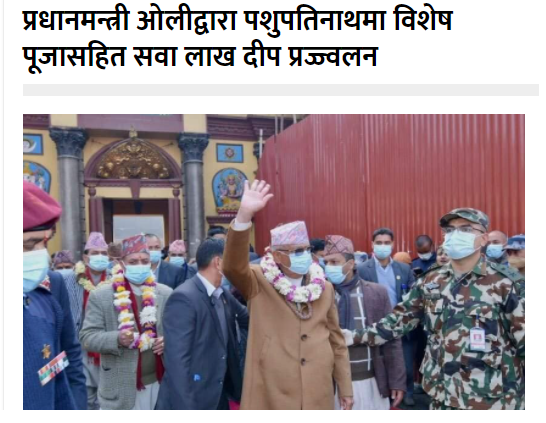 प्रधानमन्त्री ओलीद्वारा पशुपतिनाथमा विशेष
पूजासहित सवा लाख दीप प्रज्ज्वलन